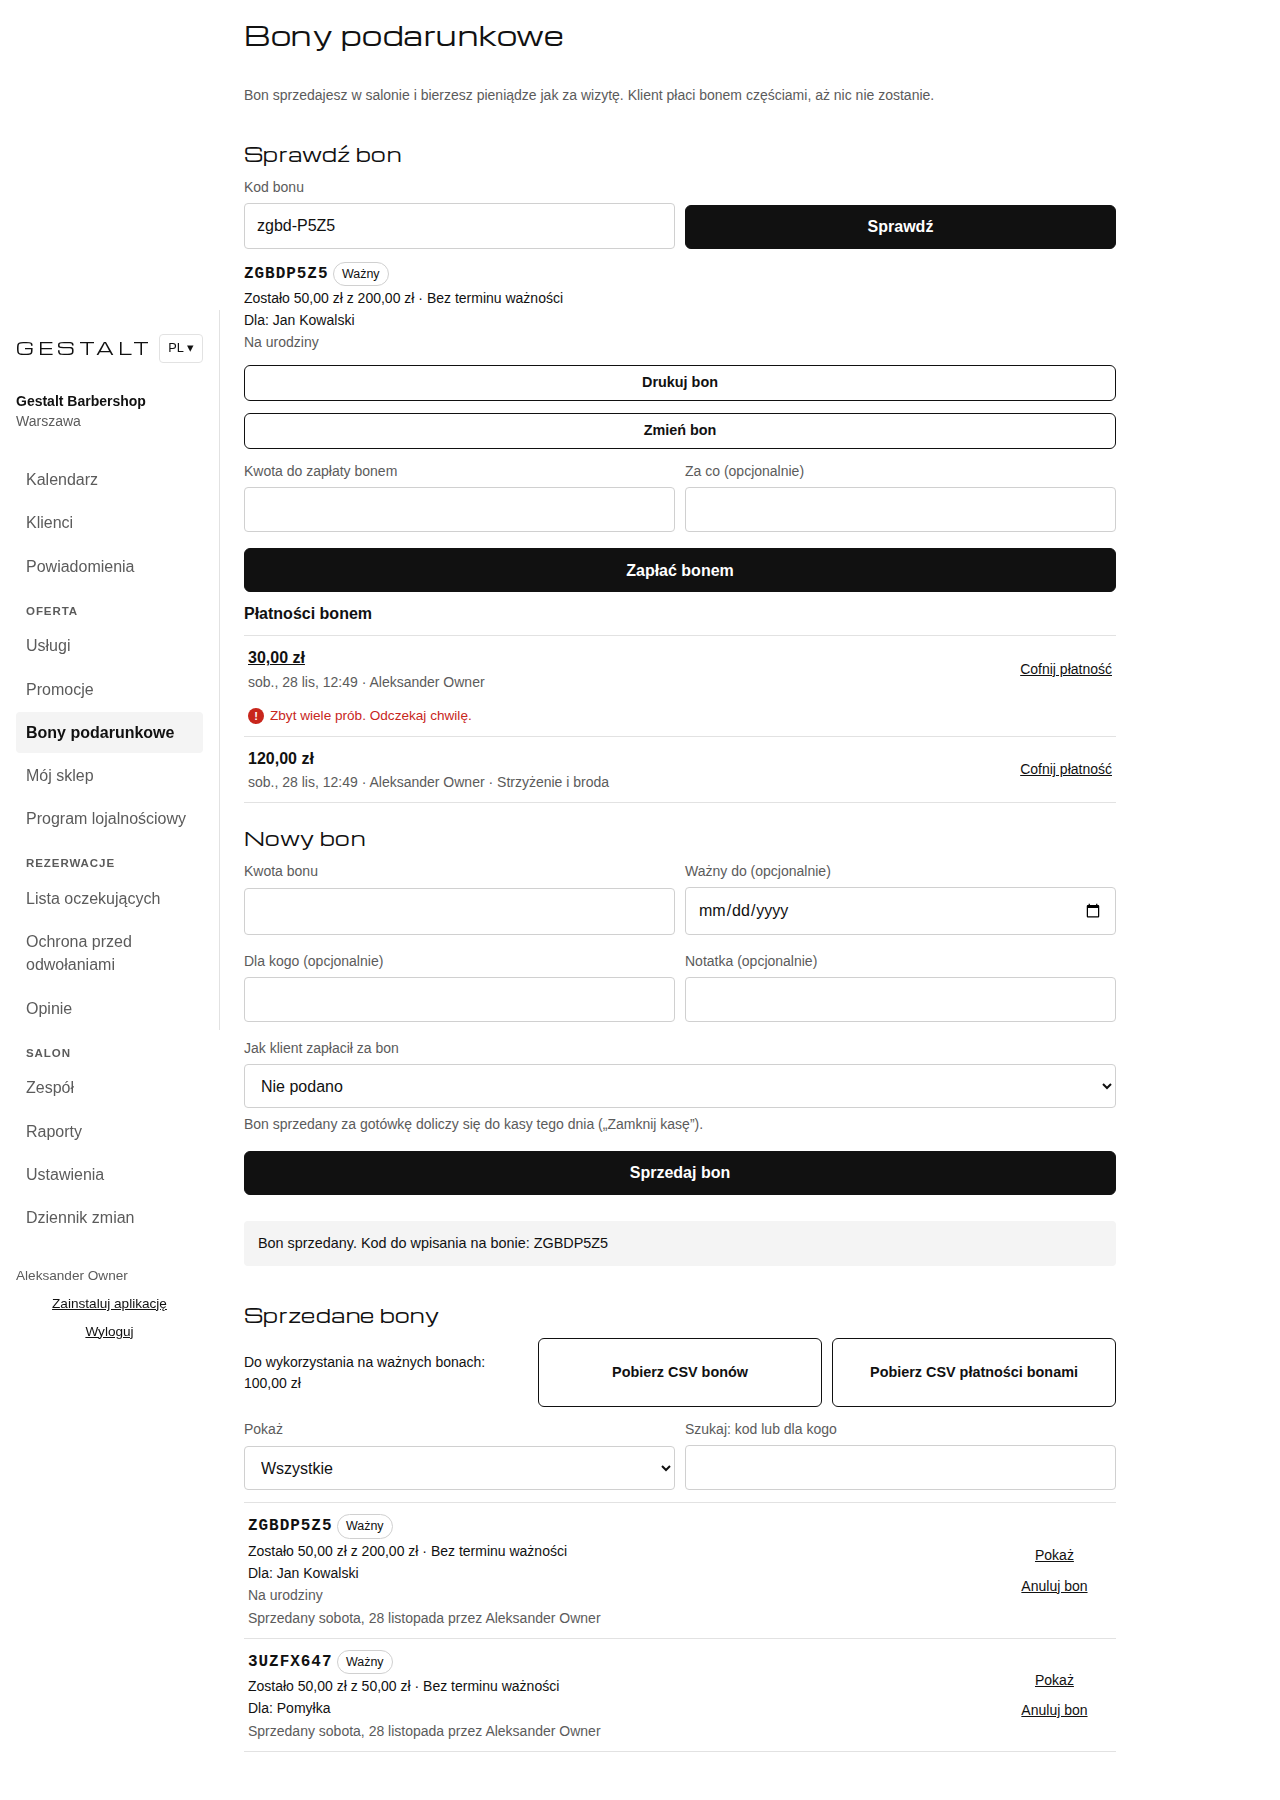 Bony podarunkowe
Bon sprzedajesz w salonie i bierzesz pieniądze jak za wizytę. Klient płaci bonem częściami, aż nic nie zostanie.
Sprawdź bon
Kod bonu
zgbd-P5Z5
Sprawdź
ZGBDP5Z5 Ważny
Zostało 50,00 zł z 200,00 zł · Bez terminu ważności
Dla: Jan Kowalski
Na urodziny
Drukuj bon
Zmień bon
Kwota do zapłaty bonem
Za co (opcjonalnie)
Zapłać bonem
Płatności bonem
30,00 zł
sob., 28 lis, 12:49 · Aleksander Owner
Cofnij płatność
! Zbyt wiele prób. Odczekaj chwilę.
120,00 zł
sob., 28 lis, 12:49 · Aleksander Owner · Strzyżenie i broda
Cofnij płatność
Nowy bon
Kwota bonu
Ważny do (opcjonalnie)
mm/dd/yyyy
Dla kogo (opcjonalnie)
Notatka (opcjonalnie)
Jak klient zapłacił za bon
Nie podano
Bon sprzedany za gotówkę doliczy się do kasy tego dnia („Zamknij kasę”).
Sprzedaj bon
Bon sprzedany. Kod do wpisania na bonie: ZGBDP5Z5
Sprzedane bony
Do wykorzystania na ważnych bonach:
100,00 zł
Pobierz CSV bonów
Pobierz CSV płatności bonami
Pokaż
Wszystkie
Szukaj: kod lub dla kogo
ZGBDP5Z5 Ważny
Zostało 50,00 zł z 200,00 zł · Bez terminu ważności
Dla: Jan Kowalski
Na urodziny
Sprzedany sobota, 28 listopada przez Aleksander Owner
Pokaż
Anuluj bon
3UZFX647 Ważny
Zostało 50,00 zł z 50,00 zł · Bez terminu ważności
Dla: Pomyłka
Sprzedany sobota, 28 listopada przez Aleksander Owner
Pokaż
Anuluj bon
GESTALT
PL ▾
Gestalt Barbershop
Warszawa
Kalendarz
Klienci
Powiadomienia
OFERTA
Usługi
Promocje
Bony podarunkowe
Mój sklep
Program lojalnościowy
REZERWACJE
Lista oczekujących
Ochrona przed
odwołaniami
Opinie
SALON
Zespół
Raporty
Ustawienia
Dziennik zmian
Aleksander Owner
Zainstaluj aplikację
Wyloguj